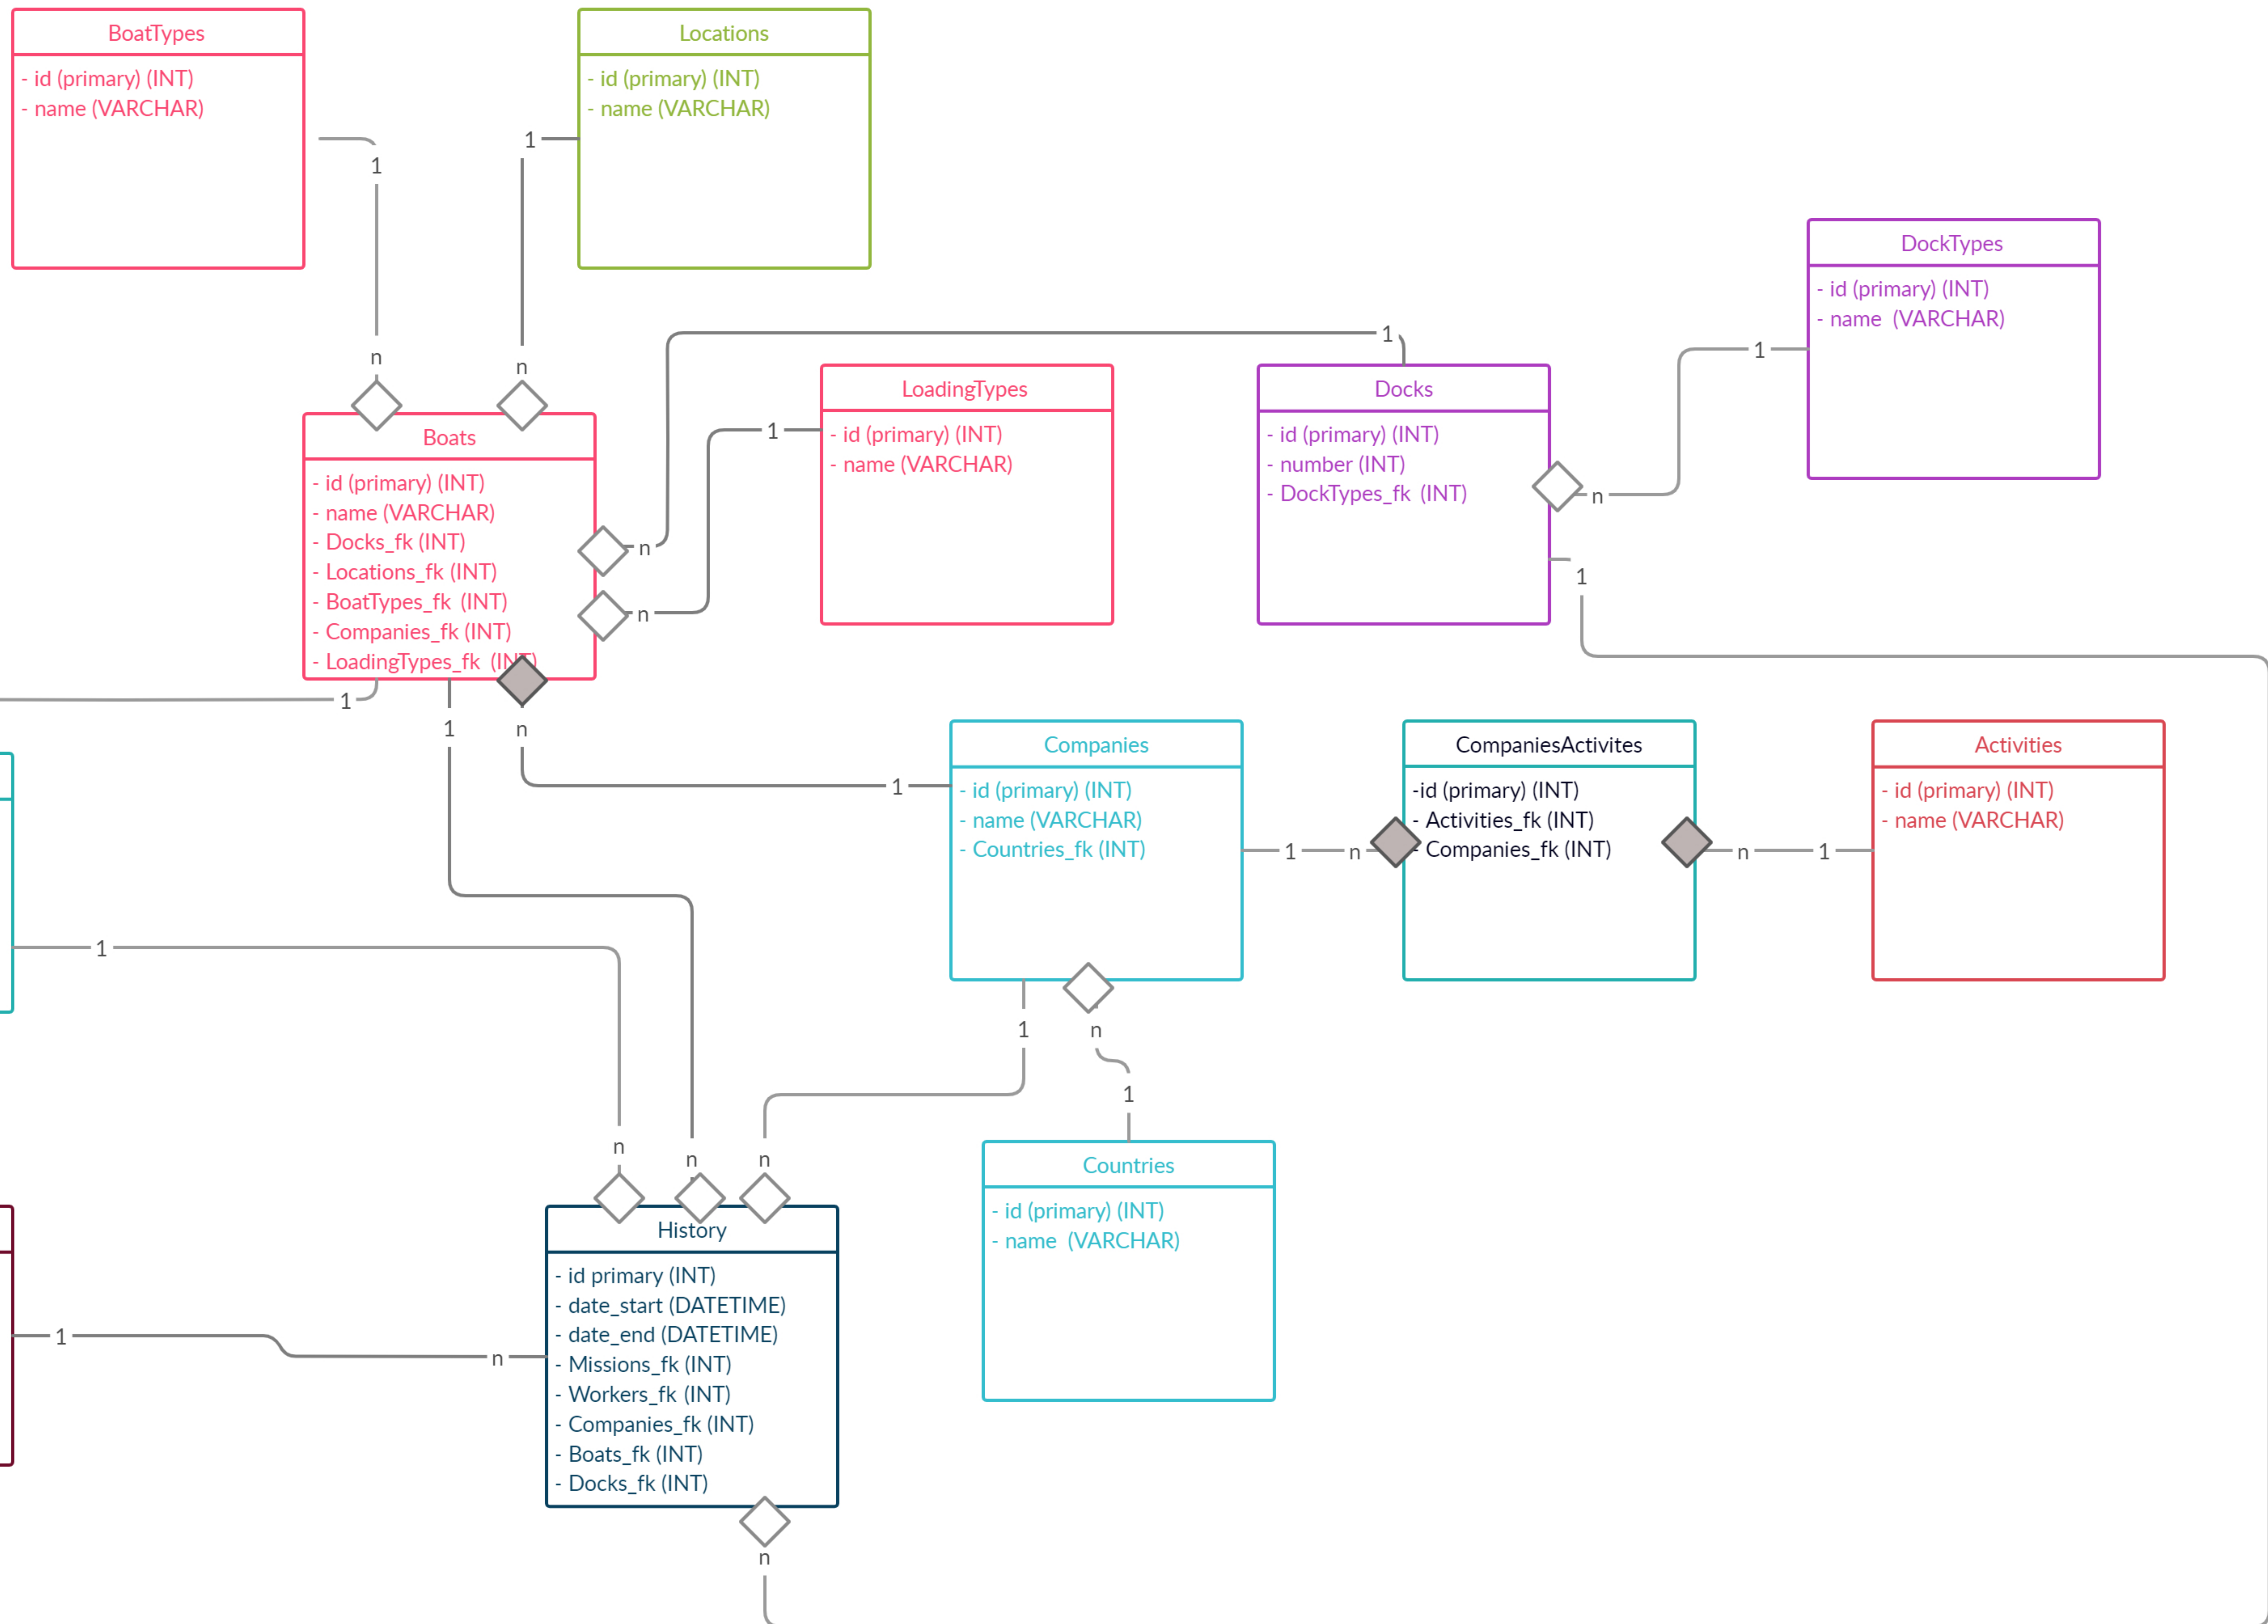 BoatTypes
- id (primary) (INT)
- name (VARCHAR)
Locations
- id (primary) (INT)
- name (VARCHAR)
1
1
n
n
DockTypes
- id (primary) (INT)
- name (VARCHAR)
1
1
LoadingTypes
- id (primary) (INT)
- name (VARCHAR)
1
Docks
- id (primary) (INT)
- number (INT)
- DockTypes_fk (INT)
n
1
Boats
- id (primary) (INT)
- name (VARCHAR)
- Docks_fk (INT)
- Locations_fk (INT)
- BoatTypes_fk (INT)
- Companies_fk (INT)
- LoadingTypes_fk (INT)
n
n
1
1
n
1
Companies
- id (primary) (INT)
- name (VARCHAR)
- Countries_fk (INT)
1
n
CompaniesActivites
-id (primary) (INT)
- Activities_fk (INT)
- Companies_fk (INT)
n
1
Activities
- id (primary) (INT)
- name (VARCHAR)
1
1
n
1
Countries
- id (primary) (INT)
- name (VARCHAR)
n
n
n
History
- id primary (INT)
- date_start (DATETIME)
- date_end (DATETIME)
- Missions_fk (INT)
- Workers_fk (INT)
- Companies_fk (INT)
- Boats_fk (INT)
- Docks_fk (INT)
1
n
n